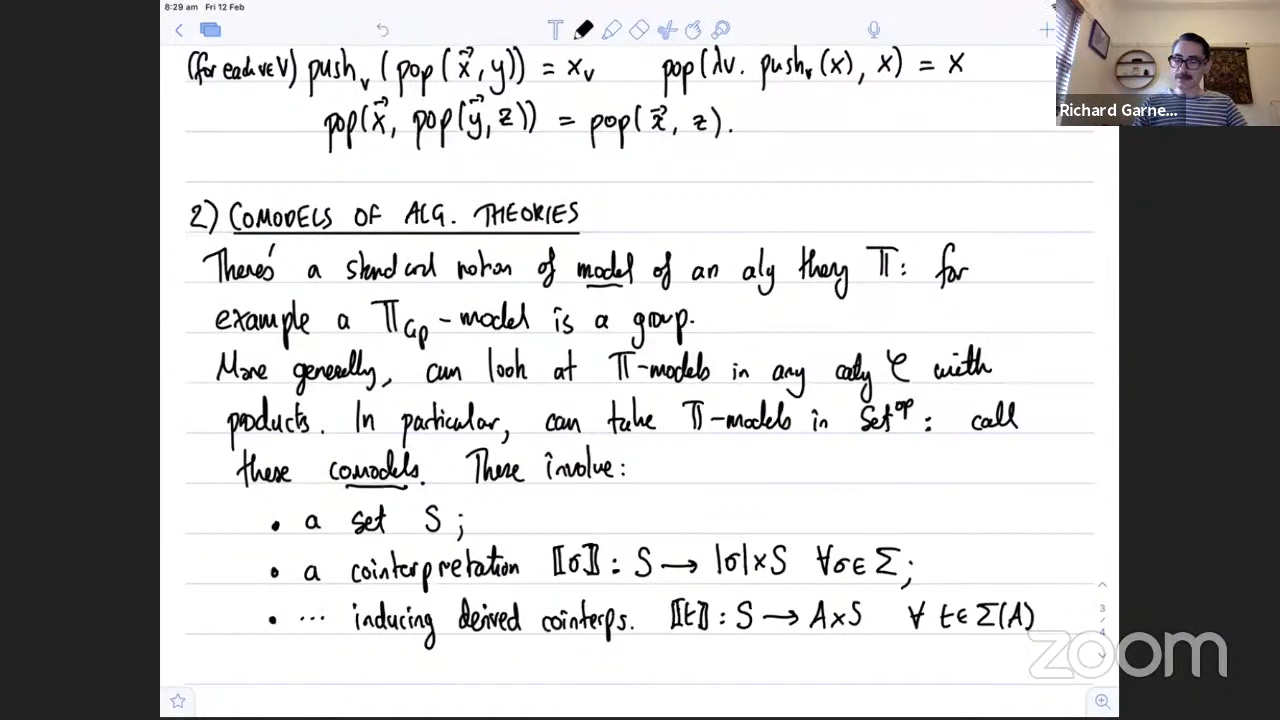 8:29 am Fri 12 Feb
(for each v∈V) push_v (pop(x⃗, y)) = x_v pop(λv. push_v(x), x) = x
pop(x⃗, pop(y⃗, z)) = pop(x⃗, z).
Richard Garne...
2) COMODELS OF ALG. THEORIES
There's a standard notion of model of an alg theory 𝕋: for
example a 𝕋_Gp-model is a group.
More generally, can look at 𝕋-models in any caty 𝒞 with
products. In particular, can take 𝕋-models in Set^op: call
these comodels. These involve:
• a set S;
• a cointerpretation ⟦σ⟧: S → |σ|×S ∀σ∈Σ;
• ... inducing derived cointerps. ⟦t⟧: S → A×S ∀ t∈Σ(A)
3
/
4
zoom